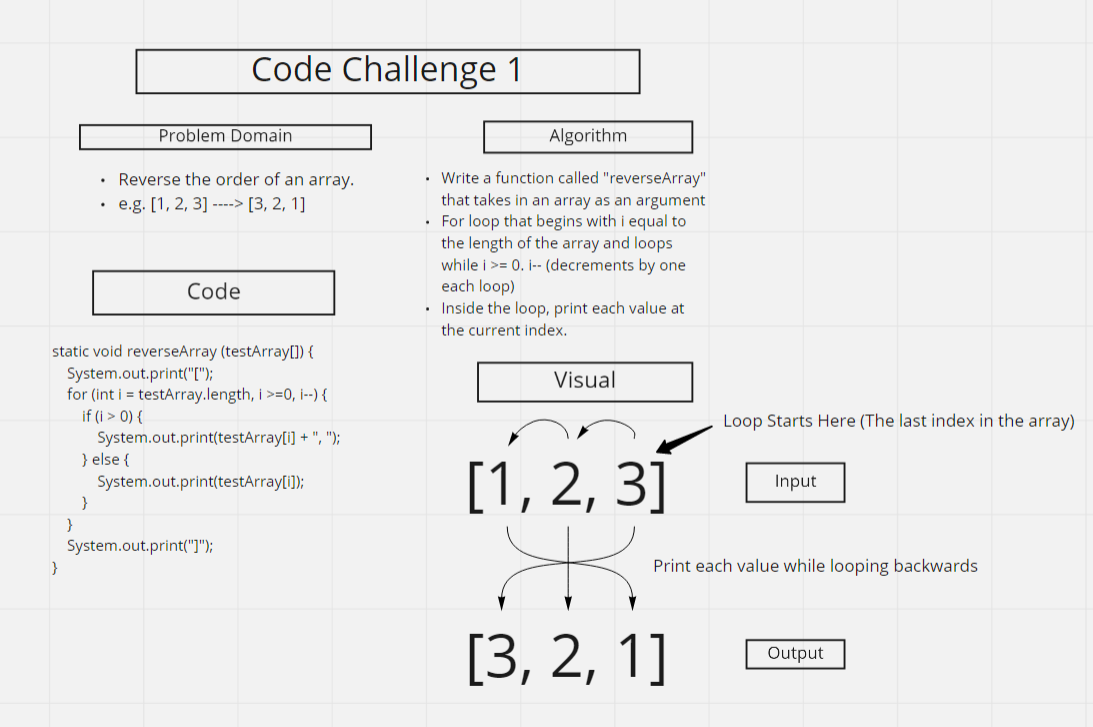 Code Challenge 1
Problem Domain
• Reverse the order of an array.
• e.g. [1, 2, 3] ----> [3, 2, 1]
Algorithm
• Write a function called "reverseArray"
that takes in an array as an argument
• For loop that begins with i equal to
the length of the array and loops
while i >= 0. i-- (decrements by one
each loop)
• Inside the loop, print each value at
the current index.
Code
static void reverseArray (testArray[]) {
System.out.print("[");
for (int i = testArray.length, i >=0, i--) {
if (i > 0) {
System.out.print(testArray[i] + ", ");
} else {
System.out.print(testArray[i]);
}
}
System.out.print("]");
}
Visual
Loop Starts Here (The last index in the array)
[1, 2, 3]
Input
Print each value while looping backwards
[3, 2, 1]
Output